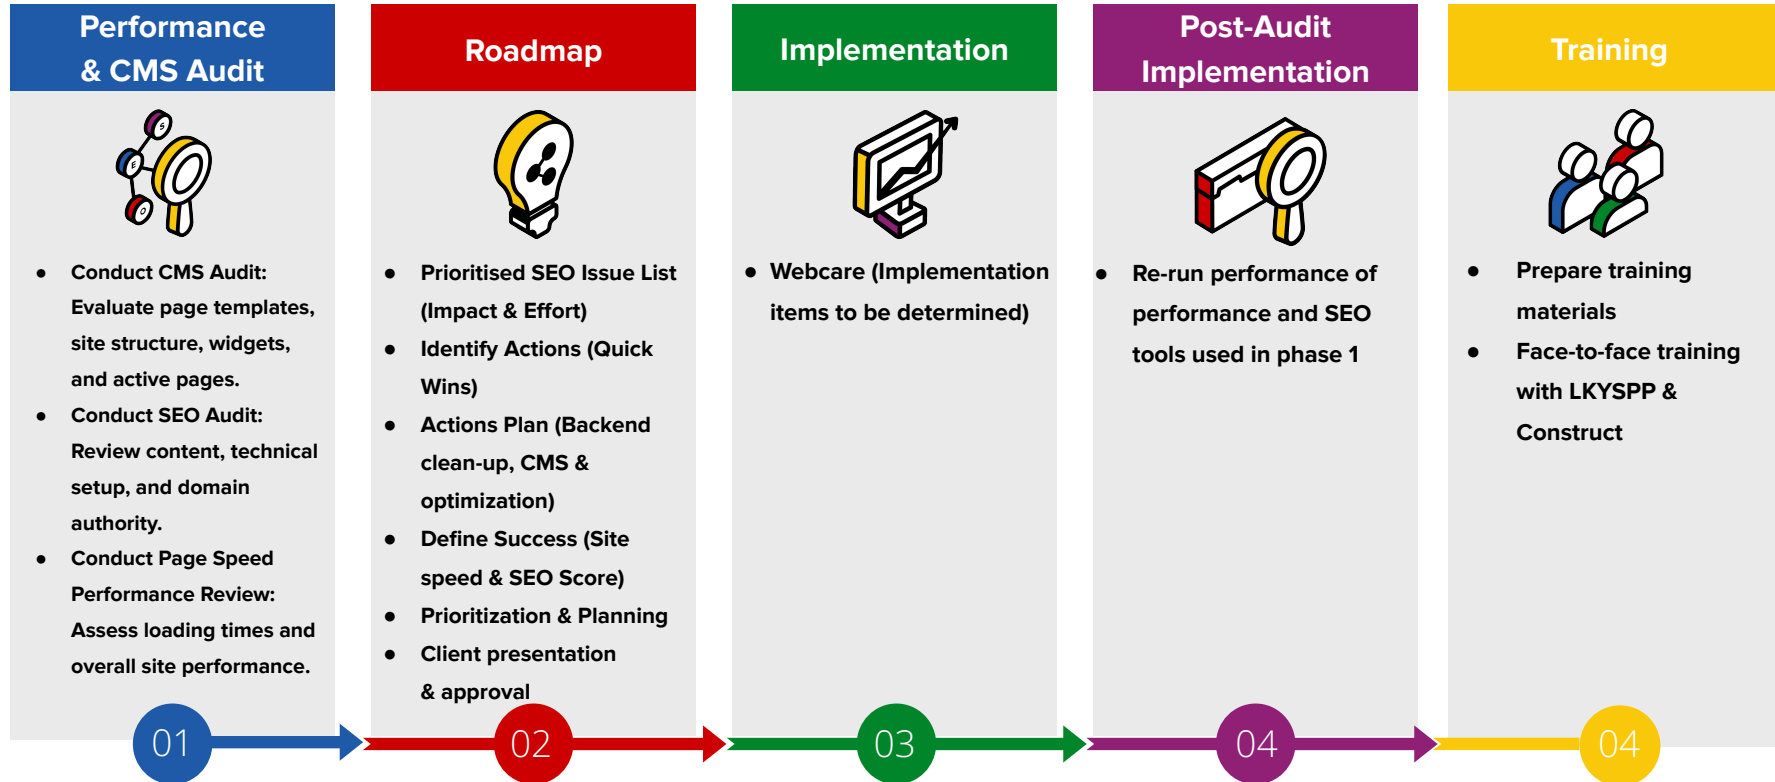 Performance
& CMS Audit
S
E
O
● Conduct CMS Audit:
Evaluate page templates,
site structure, widgets,
and active pages.
● Conduct SEO Audit:
Review content, technical
setup, and domain
authority.
● Conduct Page Speed
Performance Review:
Assess loading times and
overall site performance.
01
Roadmap
● Prioritised SEO Issue List
(Impact & Effort)
● Identify Actions (Quick
Wins)
● Actions Plan (Backend
clean-up, CMS &
optimization)
● Define Success (Site
speed & SEO Score)
● Prioritization & Planning
● Client presentation
& approval
02
Implementation
● Webcare (Implementation
items to be determined)
03
Post-Audit
Implementation
● Re-run performance of
performance and SEO
tools used in phase 1
04
Training
● Prepare training
materials
● Face-to-face training
with LKYSPP &
Construct
04